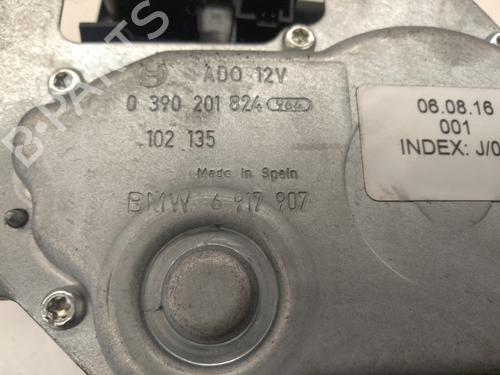 ADO 12V
0 390 201 824 964
102 135
Made in Spain
BMW 6 917 907
06.08.16
001
INDEX: J/0
B-PARTS